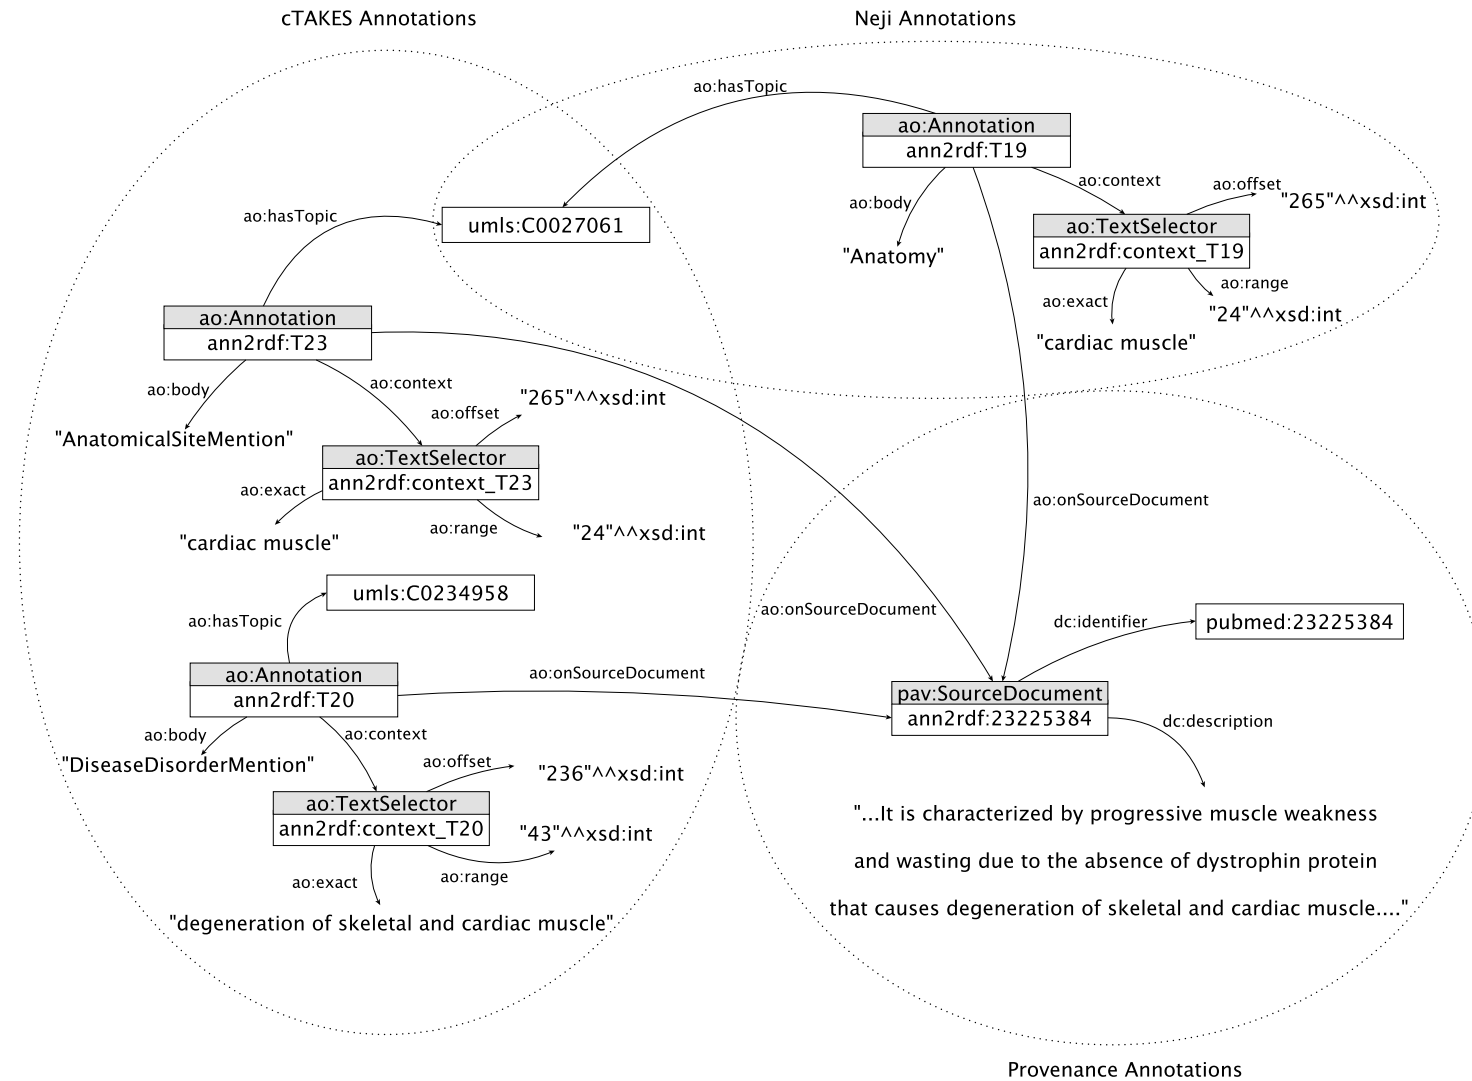 cTAKES Annotations
Neji Annotations
ao:hasTopic
ao:Annotation
ann2rdf:T19
ao:context
ao:offset
"265"^^xsd:int
ao:body
ao:TextSelector
ann2rdf:context_T19
"Anatomy"
ao:exact
ao:range
"24"^^xsd:int
"cardiac muscle"
ao:hasTopic
umls:C0027061
ao:Annotation
ann2rdf:T23
ao:body
ao:context
"265"^^xsd:int
ao:offset
"AnatomicalSiteMention"
ao:TextSelector
ann2rdf:context_T23
ao:exact
ao:range
"24"^^xsd:int
"cardiac muscle"
ao:onSourceDocument
umls:C0234958
ao:hasTopic
ao:onSourceDocument
dc:identifier
pubmed:23225384
ao:Annotation
ann2rdf:T20
ao:onSourceDocument
pav:SourceDocument
ann2rdf:23225384
dc:description
ao:body
ao:context
"DiseaseDisorderMention"
ao:offset
"236"^^xsd:int
ao:TextSelector
ann2rdf:context_T20
"43"^^xsd:int
ao:exact
ao:range
"degeneration of skeletal and cardiac muscle"
"...It is characterized by progressive muscle weakness
and wasting due to the absence of dystrophin protein
that causes degeneration of skeletal and cardiac muscle...."
Provenance Annotations